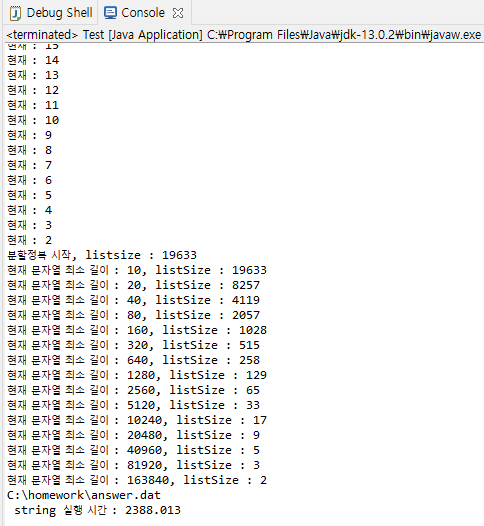 Debug Shell Console
<terminated> Test [Java Application] C:₩Program Files₩Java₩jdk-13.0.2₩bin₩javaw.exe
현재 : 15
현재 : 14
현재 : 13
현재 : 12
현재 : 11
현재 : 10
현재 : 9
현재 : 8
현재 : 7
현재 : 6
현재 : 5
현재 : 4
현재 : 3
현재 : 2
분할정복 시작, listsize : 19633
현재 문자열 최소 길이 : 10, listSize : 19633
현재 문자열 최소 길이 : 20, listSize : 8257
현재 문자열 최소 길이 : 40, listSize : 4119
현재 문자열 최소 길이 : 80, listSize : 2057
현재 문자열 최소 길이 : 160, listSize : 1028
현재 문자열 최소 길이 : 320, listSize : 515
현재 문자열 최소 길이 : 640, listSize : 258
현재 문자열 최소 길이 : 1280, listSize : 129
현재 문자열 최소 길이 : 2560, listSize : 65
현재 문자열 최소 길이 : 5120, listSize : 33
현재 문자열 최소 길이 : 10240, listSize : 17
현재 문자열 최소 길이 : 20480, listSize : 9
현재 문자열 최소 길이 : 40960, listSize : 5
현재 문자열 최소 길이 : 81920, listSize : 3
현재 문자열 최소 길이 : 163840, listSize : 2
C:\homework\answer.dat
string 실행 시간 : 2388.013